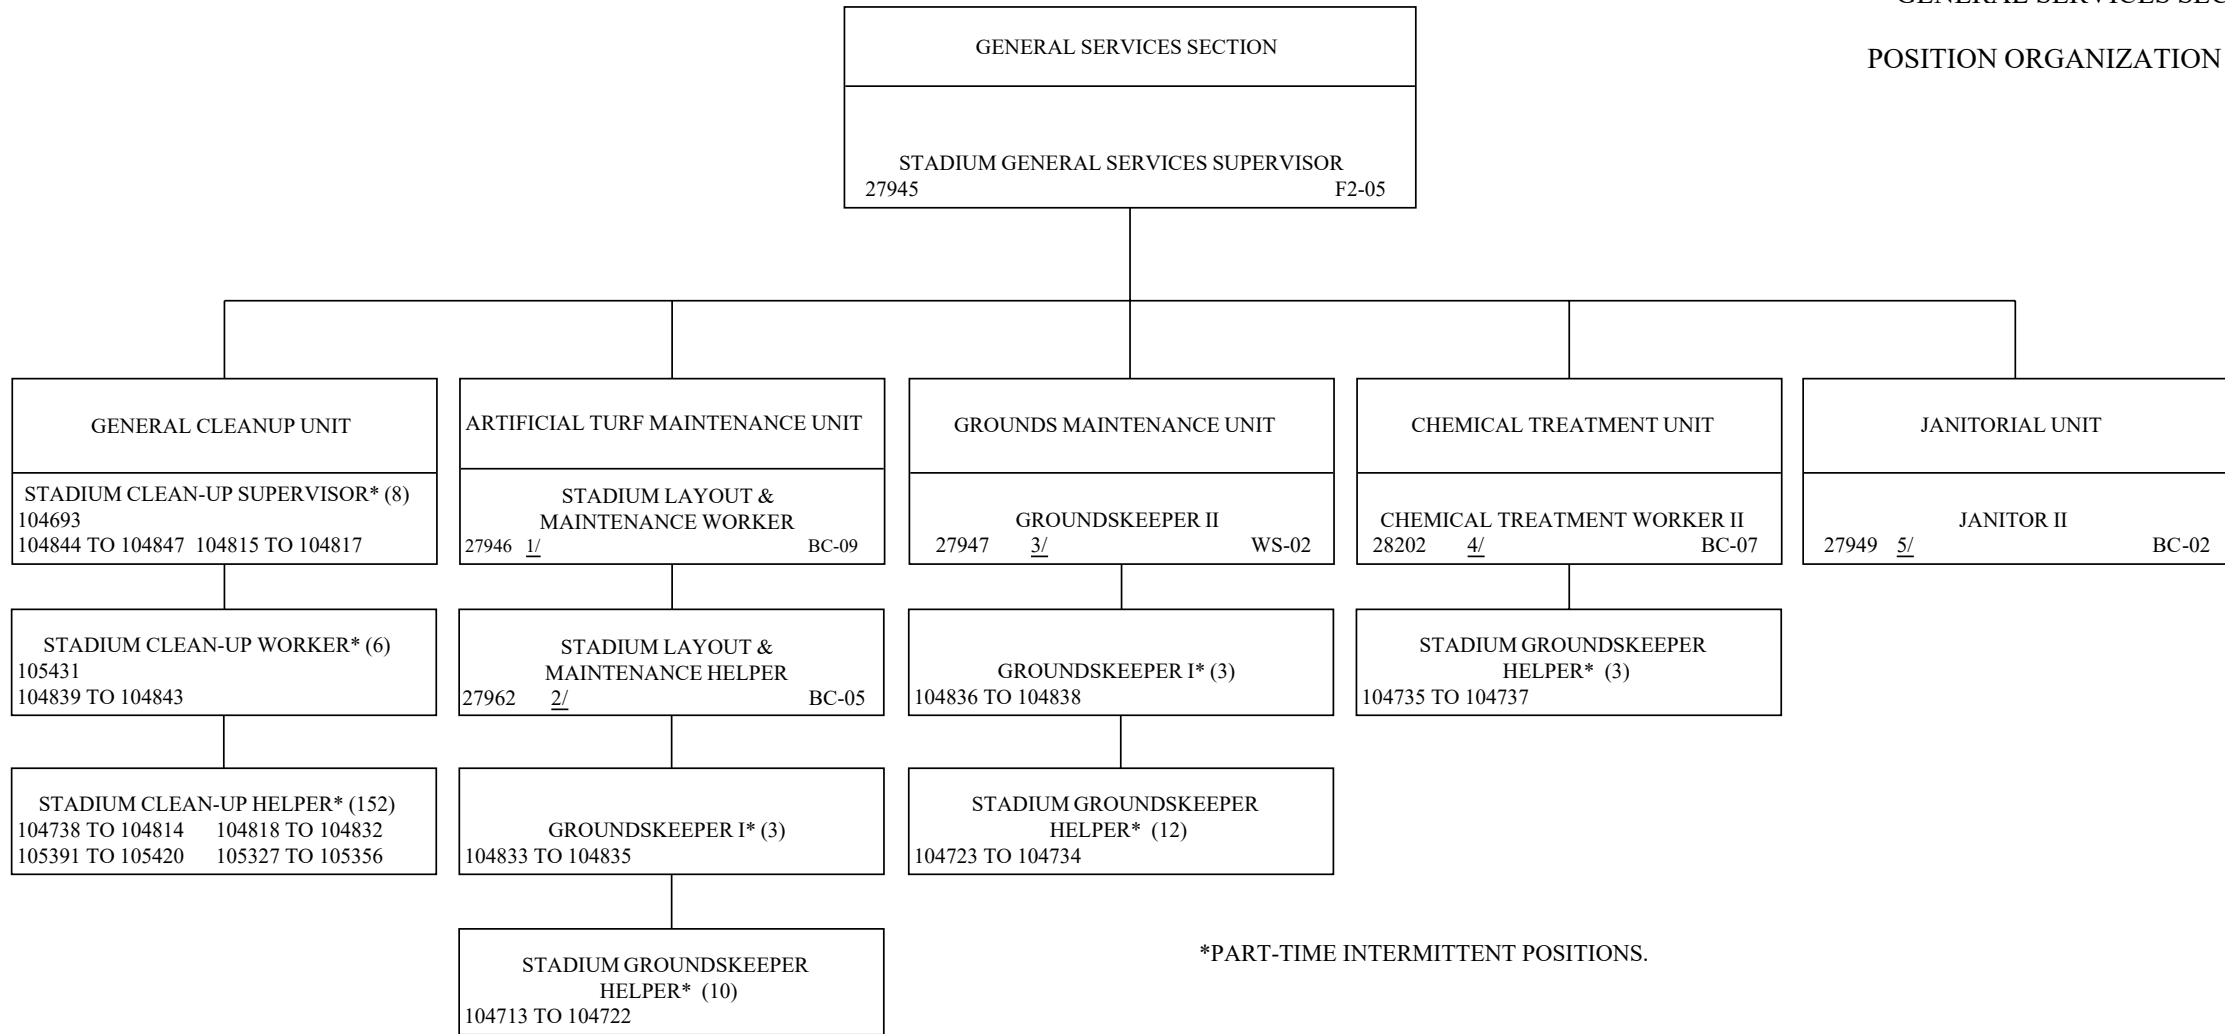 GENERAL SERVICES SEC
POSITION ORGANIZATION
GENERAL SERVICES SECTION
STADIUM GENERAL SERVICES SUPERVISOR
27945 F2-05
GENERAL CLEANUP UNIT
STADIUM CLEAN-UP SUPERVISOR* (8)
104693
104844 TO 104847 104815 TO 104817
STADIUM CLEAN-UP WORKER* (6)
105431
104839 TO 104843
STADIUM CLEAN-UP HELPER* (152)
104738 TO 104814 104818 TO 104832
105391 TO 105420 105327 TO 105356
ARTIFICIAL TURF MAINTENANCE UNIT
STADIUM LAYOUT &
MAINTENANCE WORKER
27946 1/ BC-09
STADIUM LAYOUT &
MAINTENANCE HELPER
27962 2/ BC-05
GROUNDSKEEPER I* (3)
104833 TO 104835
STADIUM GROUNDSKEEPER
HELPER* (10)
104713 TO 104722
GROUNDS MAINTENANCE UNIT
GROUNDSKEEPER II
27947 3/ WS-02
GROUNDSKEEPER I* (3)
104836 TO 104838
STADIUM GROUNDSKEEPER
HELPER* (12)
104723 TO 104734
CHEMICAL TREATMENT UNIT
CHEMICAL TREATMENT WORKER II
28202 4/ BC-07
STADIUM GROUNDSKEEPER
HELPER* (3)
104735 TO 104737
JANITORIAL UNIT
JANITOR II
27949 5/ BC-02
*PART-TIME INTERMITTENT POSITIONS.